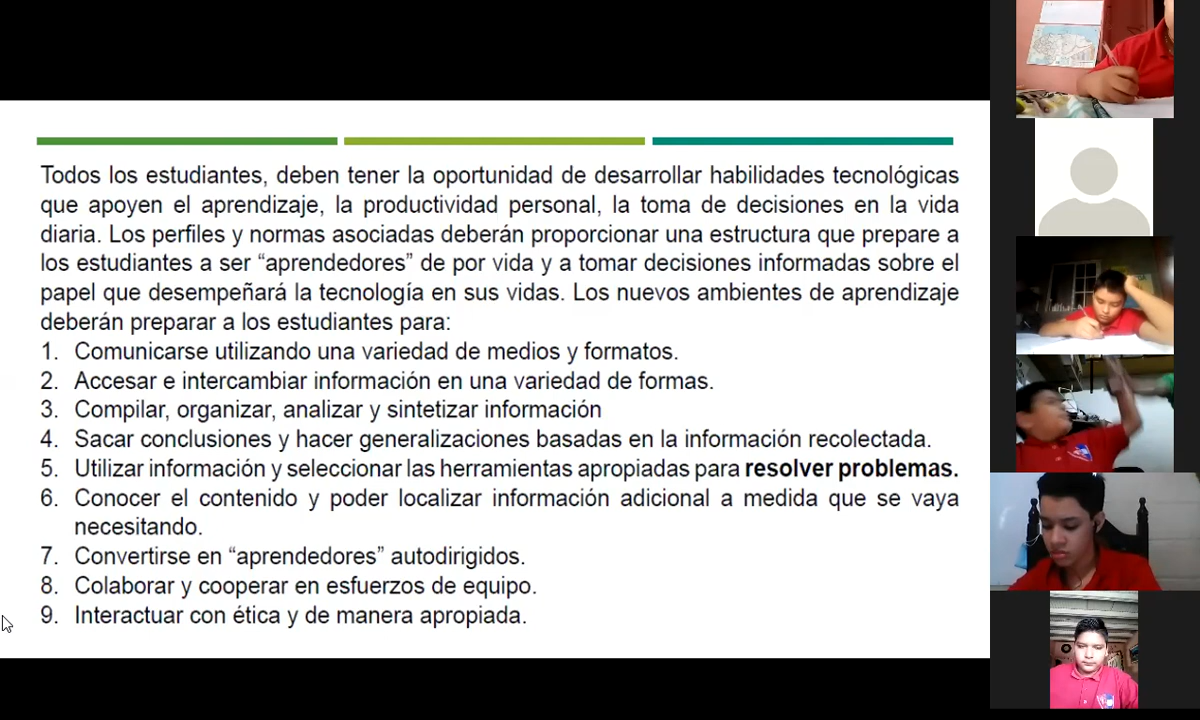 Todos los estudiantes, deben tener la oportunidad de desarrollar habilidades tecnológicas
que apoyen el aprendizaje, la productividad personal, la toma de decisiones en la vida
diaria. Los perfiles y normas asociadas deberán proporcionar una estructura que prepare a
los estudiantes a ser “aprendedores” de por vida y a tomar decisiones informadas sobre el
papel que desempeñará la tecnología en sus vidas. Los nuevos ambientes de aprendizaje
deberán preparar a los estudiantes para:
1. Comunicarse utilizando una variedad de medios y formatos.
2. Accesar e intercambiar información en una variedad de formas.
3. Compilar, organizar, analizar y sintetizar información
4. Sacar conclusiones y hacer generalizaciones basadas en la información recolectada.
5. Utilizar información y seleccionar las herramientas apropiadas para resolver problemas.
6. Conocer el contenido y poder localizar información adicional a medida que se vaya
necesitando.
7. Convertirse en “aprendedores” autodirigidos.
8. Colaborar y cooperar en esfuerzos de equipo.
9. Interactuar con ética y de manera apropiada.